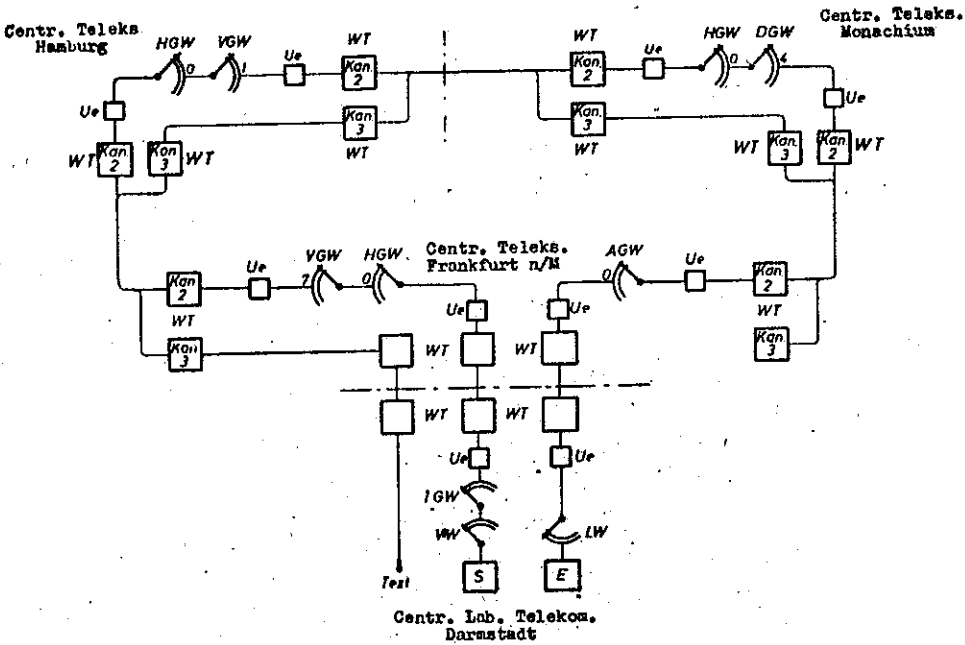 Centr. Teleks.
Hamburg
HGW
VGW
0
1
Ue
WT
Kan.
2
Ue
WT
Kan.
2
Kan.
3
WT
Kan.
3
WT
WT
Kan.
2
Ue
HGW
DGW
0
4
Centr. Teleks.
Monachium
Ue
Kan.
3
WT
WT
Kan.
3
Kan.
2
WT
Kan
2
WT
Kan
3
Ue
VGW
HGW
7
0
Centr. Teleks.
Frankfurt n/M
AGW
0
Ue
Kan.
2
WT
Kan.
3
Ue
Ue
WT
WT
WT
WT
Ue
Ue
IGW
VW
LW
Text
S
E
Centr. Lab. Telekom.
Darmstadt